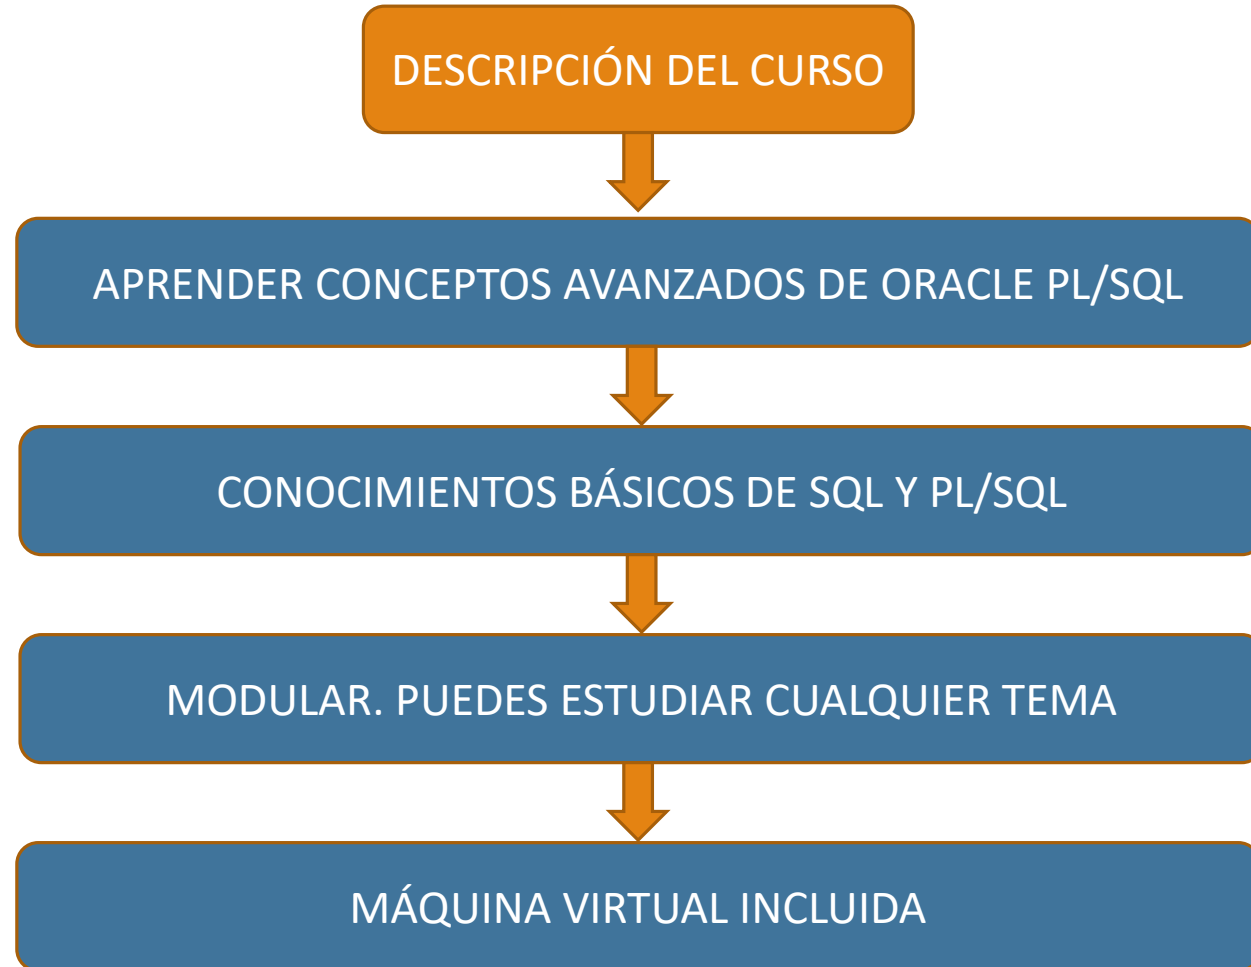 DESCRIPCIÓN DEL CURSO
APRENDER CONCEPTOS AVANZADOS DE ORACLE PL/SQL
CONOCIMIENTOS BÁSICOS DE SQL Y PL/SQL
MODULAR. PUEDES ESTUDIAR CUALQUIER TEMA
MÁQUINA VIRTUAL INCLUIDA